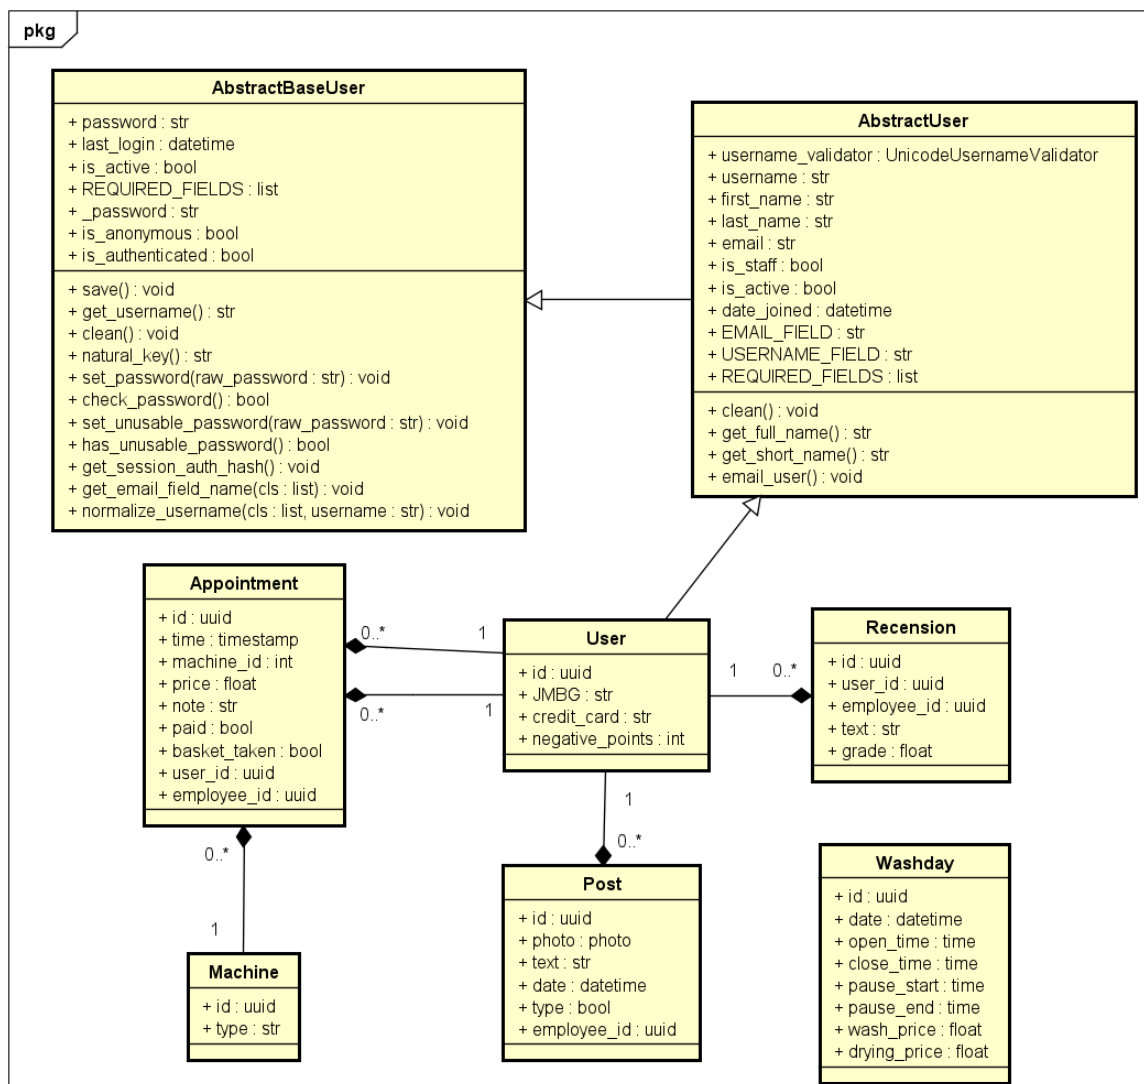 pkg
AbstractBaseUser
+ password : str
+ last_login : datetime
+ is_active : bool
+ REQUIRED_FIELDS : list
+ _password : str
+ is_anonymous : bool
+ is_authenticated : bool
+ save() : void
+ get_username() : str
+ clean() : void
+ natural_key() : str
+ set_password(raw_password : str) : void
+ check_password() : bool
+ set_unusable_password(raw_password : str) : void
+ has_unusable_password() : bool
+ get_session_auth_hash() : void
+ get_email_field_name(cls : list) : void
+ normalize_username(cls : list, username : str) : void
AbstractUser
+ username_validator : UnicodeUsernameValidator
+ username : str
+ first_name : str
+ last_name : str
+ email : str
+ is_staff : bool
+ is_active : bool
+ date_joined : datetime
+ EMAIL_FIELD : str
+ USERNAME_FIELD : str
+ REQUIRED_FIELDS : list
+ clean() : void
+ get_full_name() : str
+ get_short_name() : str
+ email_user() : void
Appointment
+ id : uuid
+ time : timestamp
+ machine_id : int
+ price : float
+ note : str
+ paid : bool
+ basket_taken : bool
+ user_id : uuid
+ employee_id : uuid
0..*
1
0..*
1
User
+ id : uuid
+ JMBG : str
+ credit_card : str
+ negative_points : int
1
0..*
Recension
+ id : uuid
+ user_id : uuid
+ employee_id : uuid
+ text : str
+ grade : float
0..*
1
Machine
+ id : uuid
+ type : str
1
0..*
Post
+ id : uuid
+ photo : photo
+ text : str
+ date : datetime
+ type : bool
+ employee_id : uuid
Washday
+ id : uuid
+ date : datetime
+ open_time : time
+ close_time : time
+ pause_start : time
+ pause_end : time
+ wash_price : float
+ drying_price : float